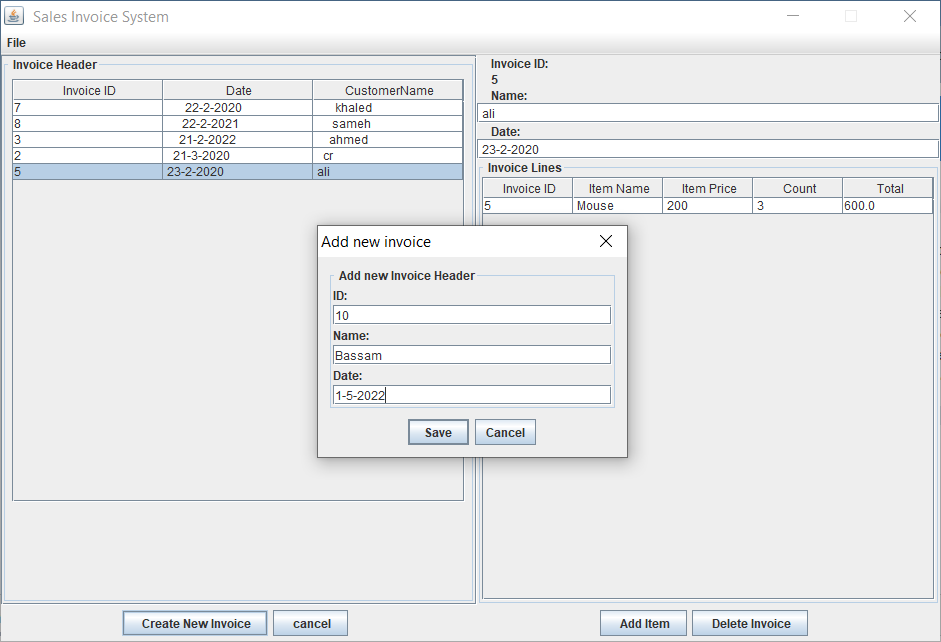 Sales Invoice System
File
Invoice Header
Invoice ID Date CustomerName
7 22-2-2020 khaled
8 22-2-2021 sameh
3 21-2-2022 ahmed
2 21-3-2020 cr
5 23-2-2020 ali
Invoice ID:
5
Name:
ali
Date:
23-2-2020
Invoice Lines
Invoice ID Item Name Item Price Count Total
5 Mouse 200 3 600.0
Add new invoice
Add new Invoice Header
ID:
10
Name:
Bassam
Date:
1-5-2022
Save Cancel
Create New Invoice cancel Add Item Delete Invoice